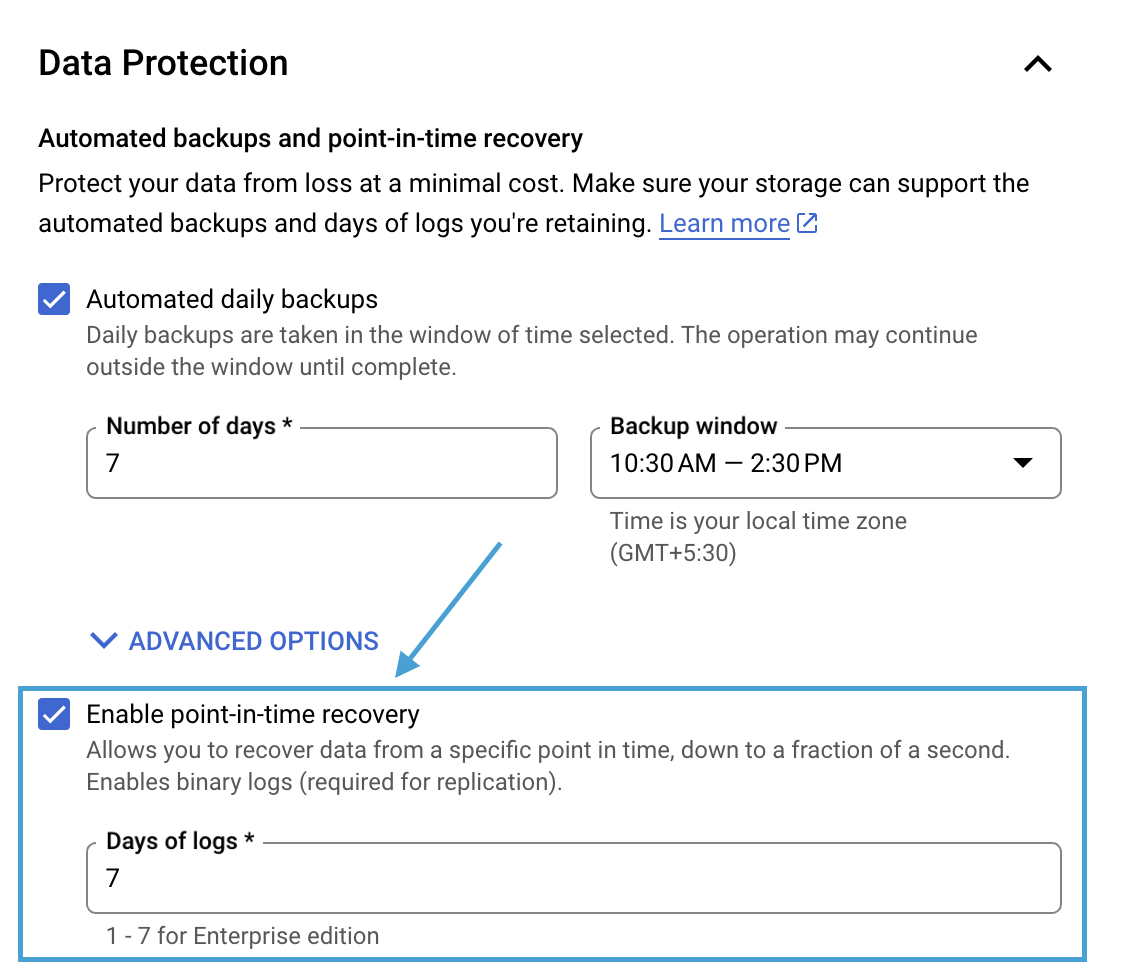 Data Protection
Automated backups and point-in-time recovery
Protect your data from loss at a minimal cost. Make sure your storage can support the
automated backups and days of logs you're retaining. Learn more
Automated daily backups
Daily backups are taken in the window of time selected. The operation may continue
outside the window until complete.
Number of days *
7
Backup window
10:30 AM — 2:30 PM
Time is your local time zone
(GMT+5:30)
ADVANCED OPTIONS
Enable point-in-time recovery
Allows you to recover data from a specific point in time, down to a fraction of a second.
Enables binary logs (required for replication).
Days of logs *
7
1 - 7 for Enterprise edition